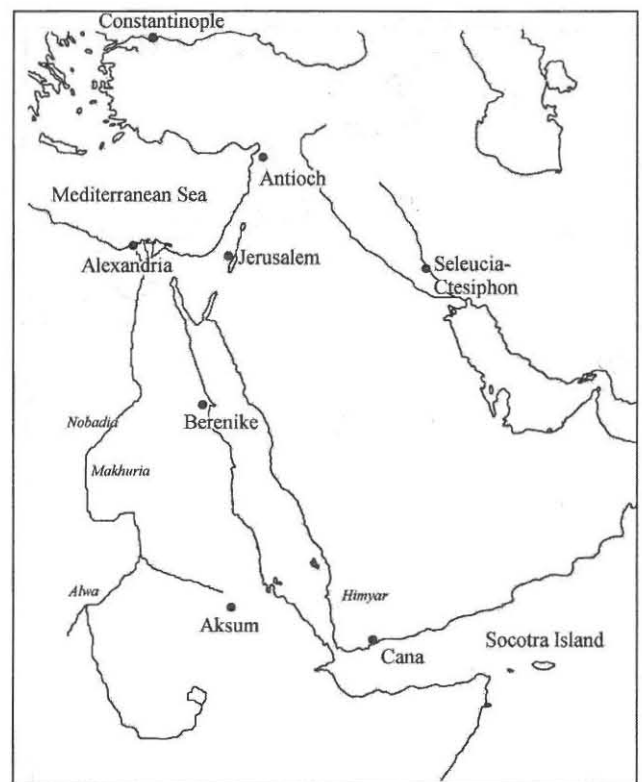 Constantinople
Antioch
Mediterranean Sea
Alexandria
Jerusalem
Seleucia-
Ctesiphon
Nobadia
Berenike
Makhuria
Alwa
Himyar
Aksum
Cana
Socotra Island